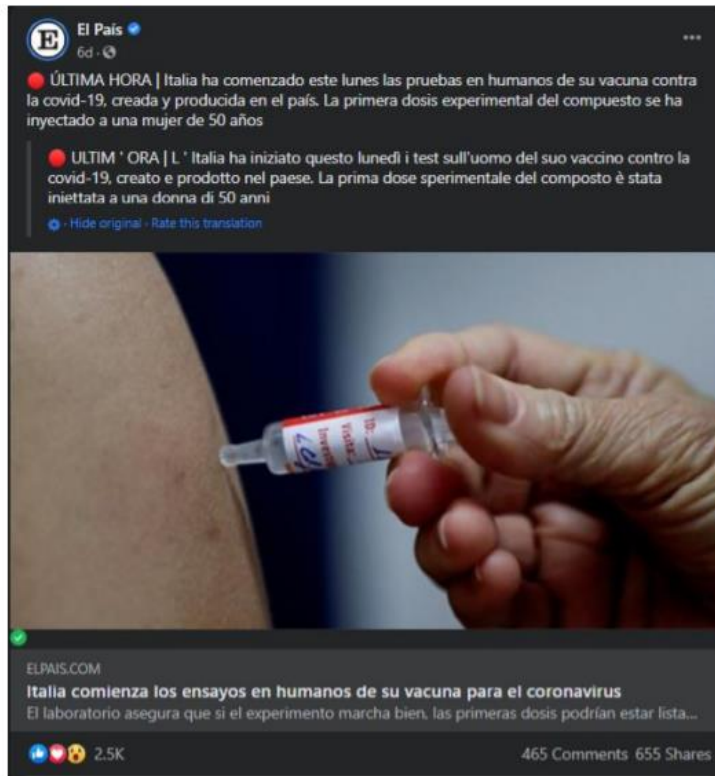 El País
6d
🔴 ÚLTIMA HORA | Italia ha comenzado este lunes las pruebas en humanos de su vacuna contra
la covid-19, creada y producida en el país. La primera dosis experimental del compuesto se ha
inyectado a una mujer de 50 años
🔴 ULTIM ' ORA | L ' Italia ha iniziato questo lunedì i test sull'uomo del suo vaccino contro la
covid-19, creato e prodotto nel paese. La prima dose sperimentale del composto è stata
iniettata a una donna di 50 anni
· Hide original · Rate this translation
ID:
Visita:
ELPAIS.COM
Italia comienza los ensayos en humanos de su vacuna para el coronavirus
El laboratorio asegura que si el experimento marcha bien, las primeras dosis podrían estar lista...
2.5K
465 Comments 655 Shares